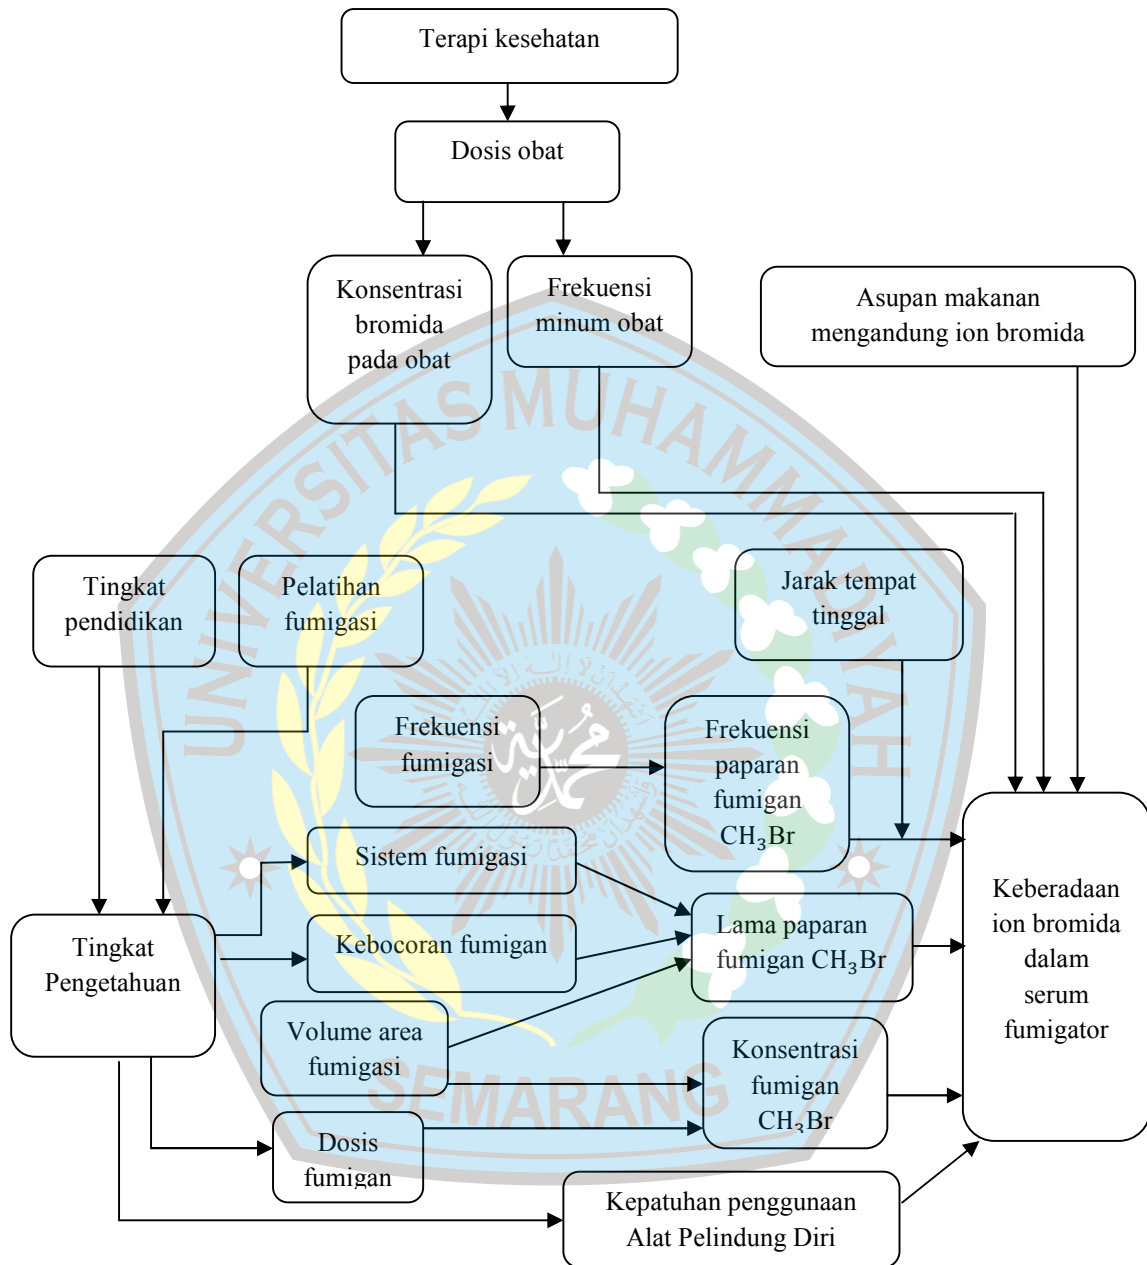 Terapi kesehatan
Dosis obat
Konsentrasi
bromida
pada obat
Frekuensi
minum obat
Asupan makanan
mengandung ion bromida
UNIVERSITAS MUHAMMADIYAH
Tingkat
pendidikan
Pelatihan
fumigasi
Jarak tempat
tinggal
Frekuensi
fumigasi
Frekuensi
paparan
fumigan
CH₃Br
Sistem fumigasi
Kebocoran fumigan
Lama paparan
fumigan CH₃Br
Keberadaan
ion bromida
dalam
serum
fumigator
Tingkat
Pengetahuan
Volume area
fumigasi
Konsentrasi
fumigan
CH₃Br
SEMARANG
Dosis
fumigan
Kepatuhan penggunaan
Alat Pelindung Diri